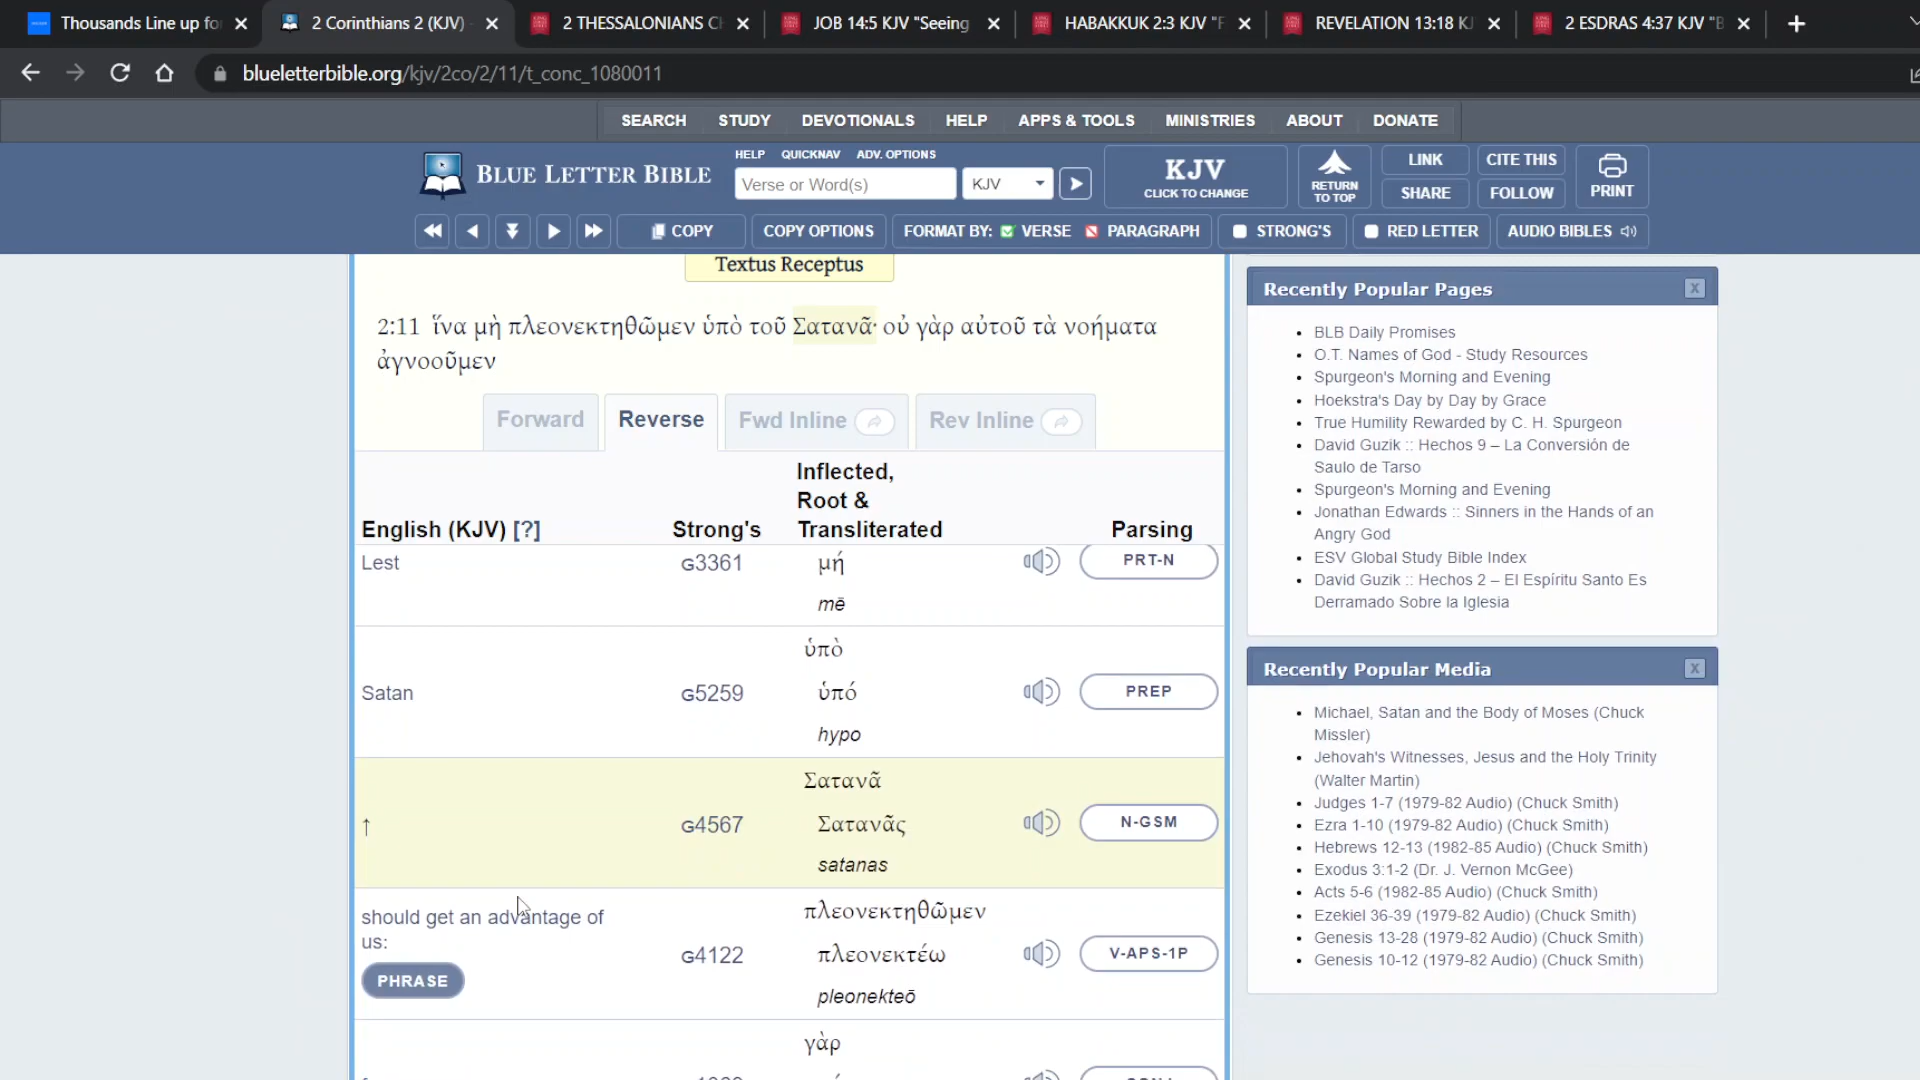 Thousands Line up fo
2 Corinthians 2 (KJV)
2 THESSALONIANS C
JOB 14:5 KJV "Seeing
HABAKKUK 2:3 KJV "F
REVELATION 13:18 KJ
2 ESDRAS 4:37 KJV "B
blueletterbible.org/kjv/2co/2/11/t_conc_1080011
SEARCH STUDY DEVOTIONALS HELP APPS & TOOLS MINISTRIES ABOUT DONATE
BLUE LETTER BIBLE
HELP QUICKNAV ADV. OPTIONS
Verse or Word(s)
KJV
KJV
CLICK TO CHANGE
RETURN
TO TOP
LINK
CITE THIS
SHARE
FOLLOW
PRINT
COPY
COPY OPTIONS
FORMAT BY: VERSE PARAGRAPH
STRONG'S
RED LETTER
AUDIO BIBLES
Textus Receptus
2:11 ἵνα μὴ πλεονεκτηθῶμεν ὑπὸ τοῦ Σατανᾶ· οὐ γὰρ αὐτοῦ τὰ νοήματα
ἀγνοοῦμεν
Forward
Reverse
Fwd Inline
Rev Inline
English (KJV) [?]
Strong's
Inflected,
Root &
Transliterated
Parsing
Lest G3361 μή PRT-N
mē
ὑπὸ
Satan G5259 ὑπό PREP
hypo
Σατανᾶ
↑ G4567 Σατανᾶς N-GSM
satanas
πλεονεκτηθῶμεν
should get an advantage of
us:
G4122 πλεονεκτέω V-APS-1P
PHRASE
pleonekteō
γὰρ
Recently Popular Pages
X
• BLB Daily Promises
• O.T. Names of God - Study Resources
• Spurgeon's Morning and Evening
• Hoekstra's Day by Day by Grace
• True Humility Rewarded by C. H. Spurgeon
• David Guzik :: Hechos 9 – La Conversión de
Saulo de Tarso
• Spurgeon's Morning and Evening
• Jonathan Edwards :: Sinners in the Hands of an
Angry God
• ESV Global Study Bible Index
• David Guzik :: Hechos 2 – El Espíritu Santo Es
Derramado Sobre la Iglesia
Recently Popular Media
X
• Michael, Satan and the Body of Moses (Chuck
Missler)
• Jehovah's Witnesses, Jesus and the Holy Trinity
(Walter Martin)
• Judges 1-7 (1979-82 Audio) (Chuck Smith)
• Ezra 1-10 (1979-82 Audio) (Chuck Smith)
• Hebrews 12-13 (1982-85 Audio) (Chuck Smith)
• Exodus 3:1-2 (Dr. J. Vernon McGee)
• Acts 5-6 (1982-85 Audio) (Chuck Smith)
• Ezekiel 36-39 (1979-82 Audio) (Chuck Smith)
• Genesis 13-28 (1979-82 Audio) (Chuck Smith)
• Genesis 10-12 (1979-82 Audio) (Chuck Smith)